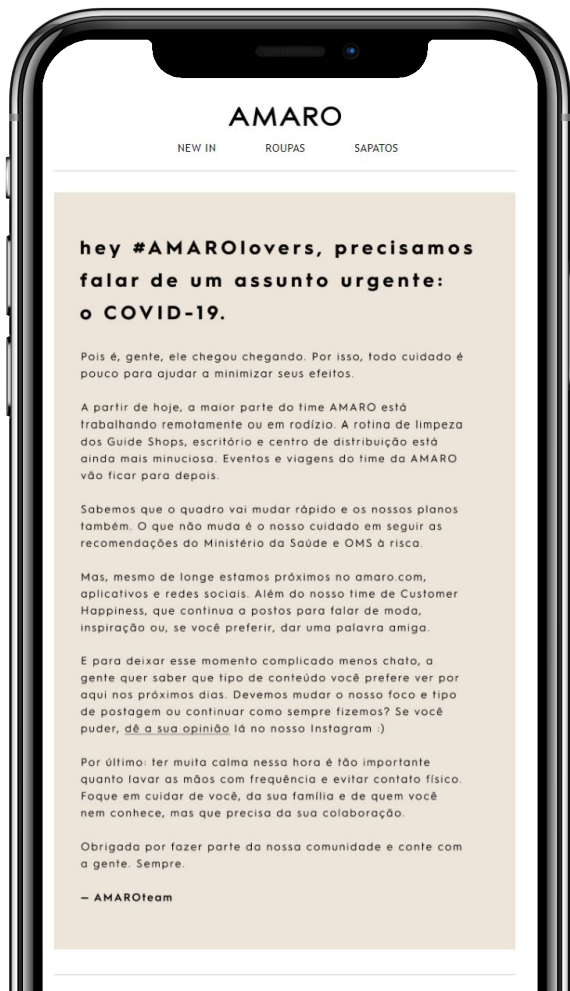 AMARO
NEW IN ROUPAS SAPATOS
hey #AMAROlovers, precisamos
falar de um assunto urgente:
o COVID-19.
Pois é, gente, ele chegou chegando. Por isso, todo cuidado é
pouco para ajudar a minimizar seus efeitos.
A partir de hoje, a maior parte do time AMARO está
trabalhando remotamente ou em rodízio. A rotina de limpeza
dos Guide Shops, escritório e centro de distribuição está
ainda mais minuciosa. Eventos e viagens do time da AMARO
vão ficar para depois.
Sabemos que o quadro vai mudar rápido e os nossos planos
também. O que não muda é o nosso cuidado em seguir as
recomendações do Ministério da Saúde e OMS à risca.
Mas, mesmo de longe estamos próximos no amaro.com,
aplicativos e redes sociais. Além do nosso time de Customer
Happiness, que continua a postos para falar de moda,
inspiração ou, se você preferir, dar uma palavra amiga.
E para deixar esse momento complicado menos chato, a
gente quer saber que tipo de conteúdo você prefere ver por
aqui nos próximos dias. Devemos mudar o nosso foco e tipo
de postagem ou continuar como sempre fizemos? Se você
puder, dê a sua opinião lá no nosso Instagram :)
Por último: ter muita calma nessa hora é tão importante
quanto lavar as mãos com frequência e evitar contato físico.
Foque em cuidar de você, da sua família e de quem você
nem conhece, mas que precisa da sua colaboração.
Obrigada por fazer parte da nossa comunidade e conte com
a gente. Sempre.
— AMAROteam